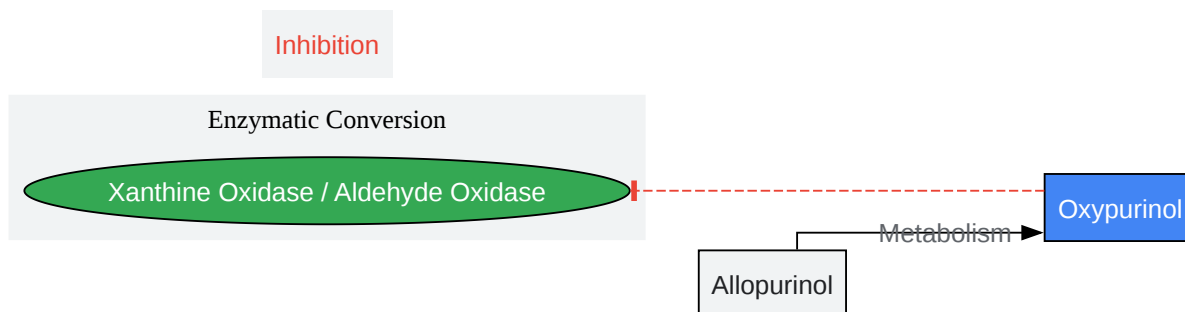 Inhibition
Enzymatic Conversion
Xanthine Oxidase / Aldehyde Oxidase
Oxypurinol
Metabolism
Allopurinol